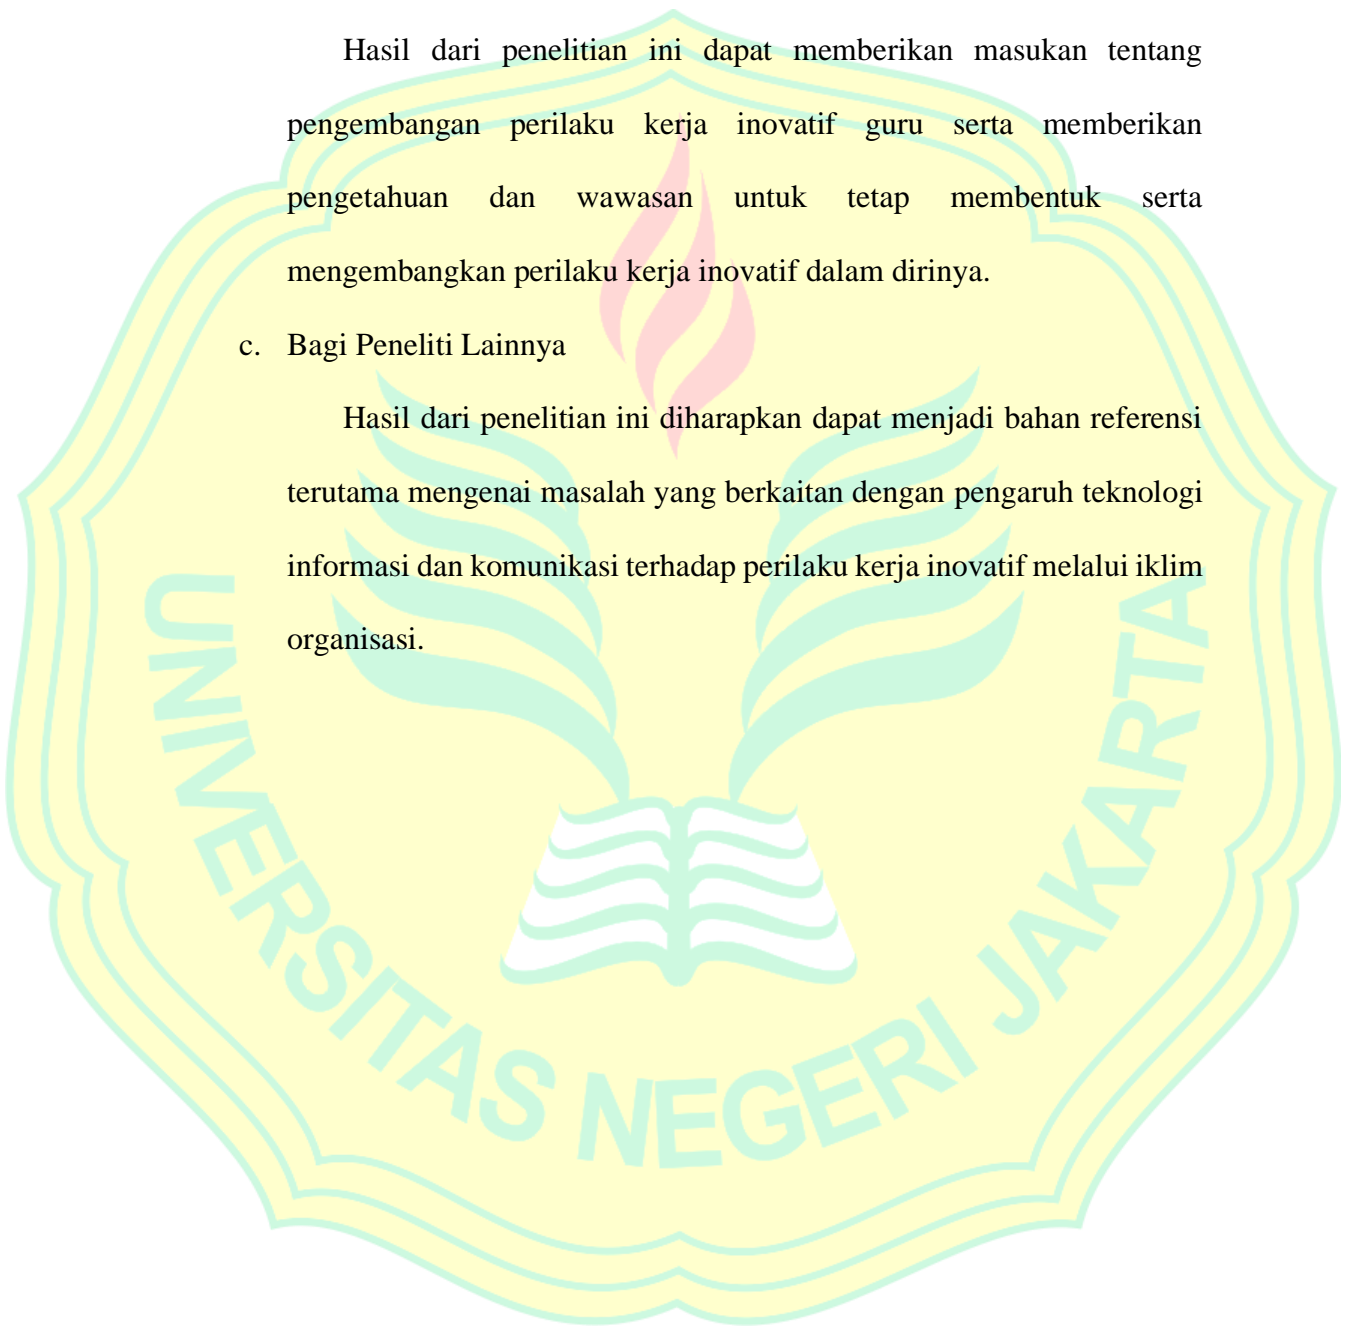 Hasil dari penelitian ini dapat memberikan masukan tentang
pengembangan perilaku kerja inovatif guru serta memberikan
pengetahuan dan wawasan untuk tetap membentuk serta
mengembangkan perilaku kerja inovatif dalam dirinya.
c. Bagi Peneliti Lainnya
Hasil dari penelitian ini diharapkan dapat menjadi bahan referensi
terutama mengenai masalah yang berkaitan dengan pengaruh teknologi
informasi dan komunikasi terhadap perilaku kerja inovatif melalui iklim
organisasi.
UNIVERSITAS NEGERI JAKARTA